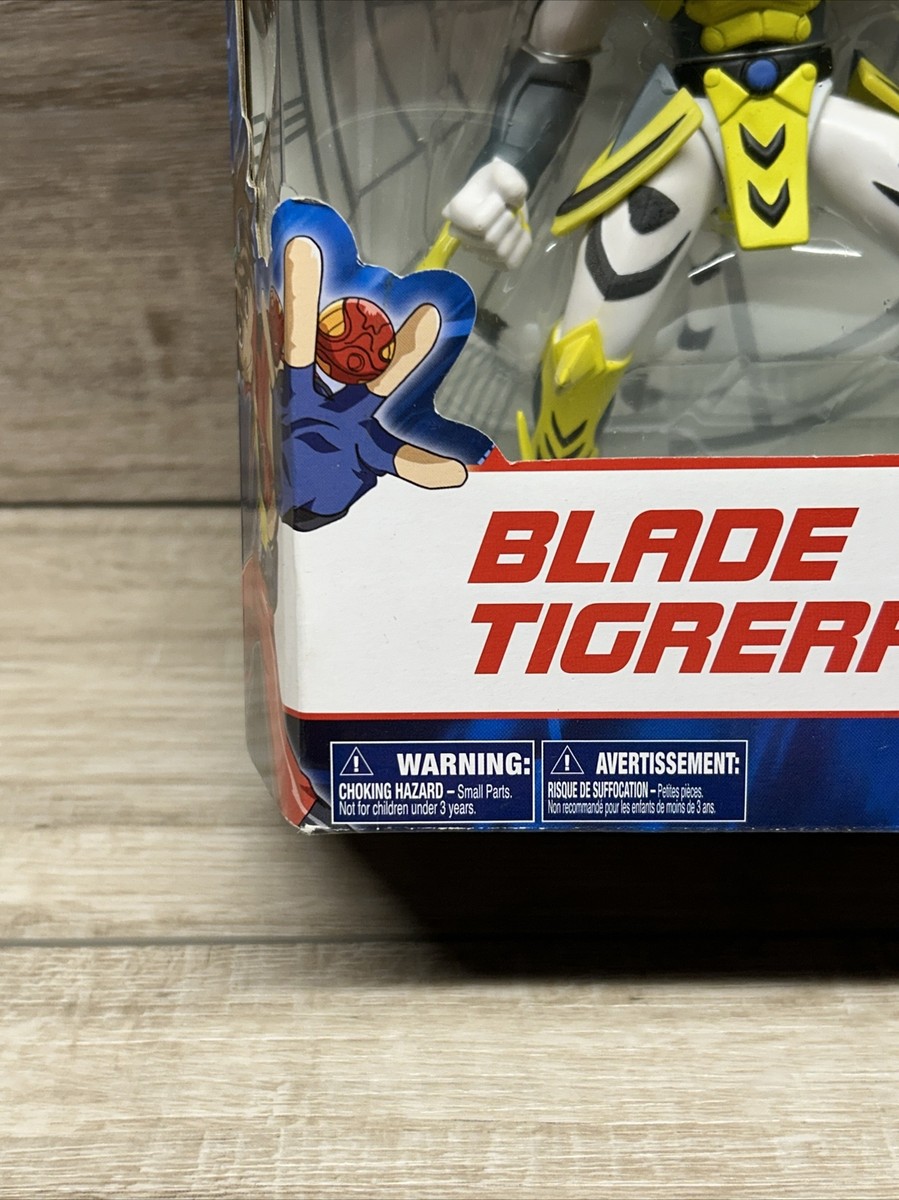 BLADE
TIGRERR
WARNING:
CHOKING HAZARD – Small Parts.
Not for children under 3 years.
AVERTISSEMENT:
RISQUE DE SUFFOCATION – Petites pièces.
Non recommandé pour les enfants de moins de 3 ans.